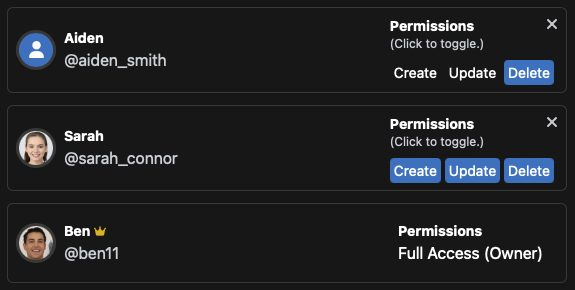 Aiden
@aiden_smith
Permissions
(Click to toggle.)
Create Update Delete
Sarah
@sarah_connor
Permissions
(Click to toggle.)
Create Update Delete
Ben
@ben11
Permissions
Full Access (Owner)